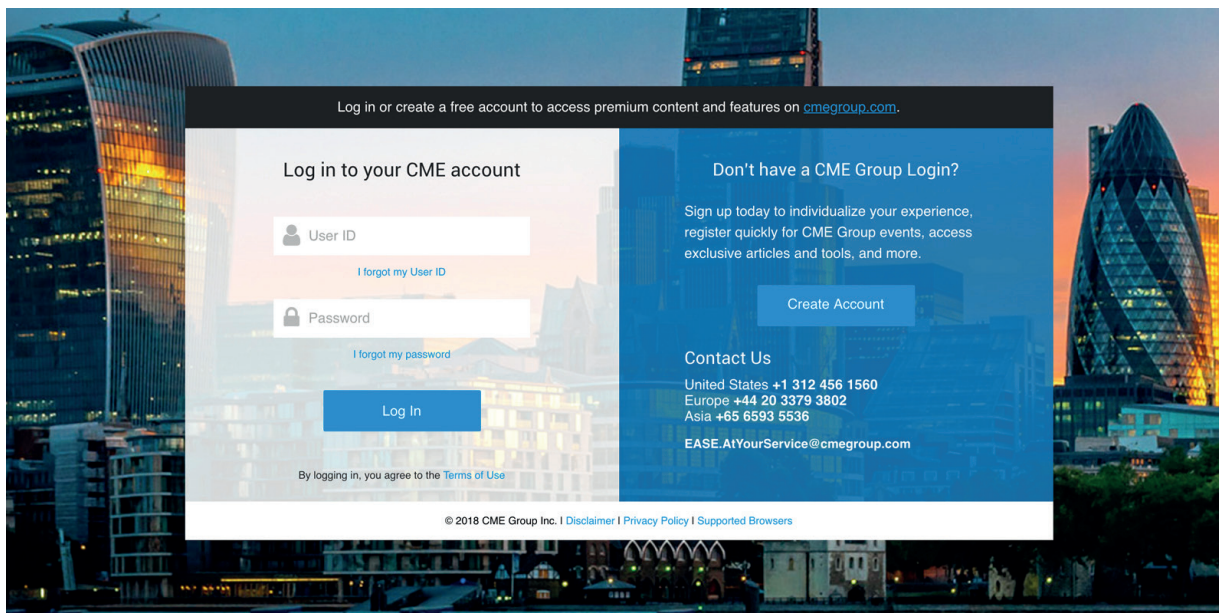 Log in or create a free account to access premium content and features on cmegroup.com.
Log in to your CME account
User ID
I forgot my User ID
Password
I forgot my password
Log In
By logging in, you agree to the Terms of Use
Don't have a CME Group Login?
Sign up today to individualize your experience,
register quickly for CME Group events, access
exclusive articles and tools, and more.
Create Account
Contact Us
United States +1 312 456 1560
Europe +44 20 3379 3802
Asia +65 6593 5536
EASE.AtYourService@cmegroup.com
© 2018 CME Group Inc. | Disclaimer | Privacy Policy | Supported Browsers